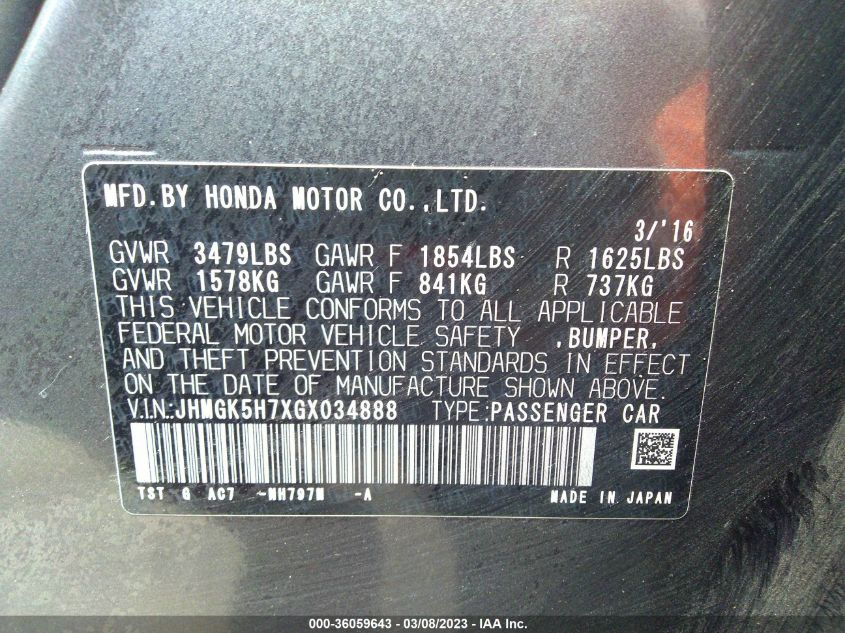 MFD.BY HONDA MOTOR CO.,LTD.
3/'16
GVWR 3479LBS GAWR F 1854LBS R 1625LBS
GVWR 1578KG GAWR F 841KG R 737KG
THIS VEHICLE CONFORMS TO ALL APPLICABLE
FEDERAL MOTOR VEHICLE SAFETY ,BUMPER,
AND THEFT PREVENTION STANDARDS IN EFFECT
ON THE DATE OF MANUFACTURE SHOWN ABOVE.
V.I.N.:JHMGK5H7XGX034888 TYPE:PASSENGER CAR
TST G AC7 -NH797M -A MADE IN JAPAN
000-36059643 - 03/08/2023 - IAA Inc.